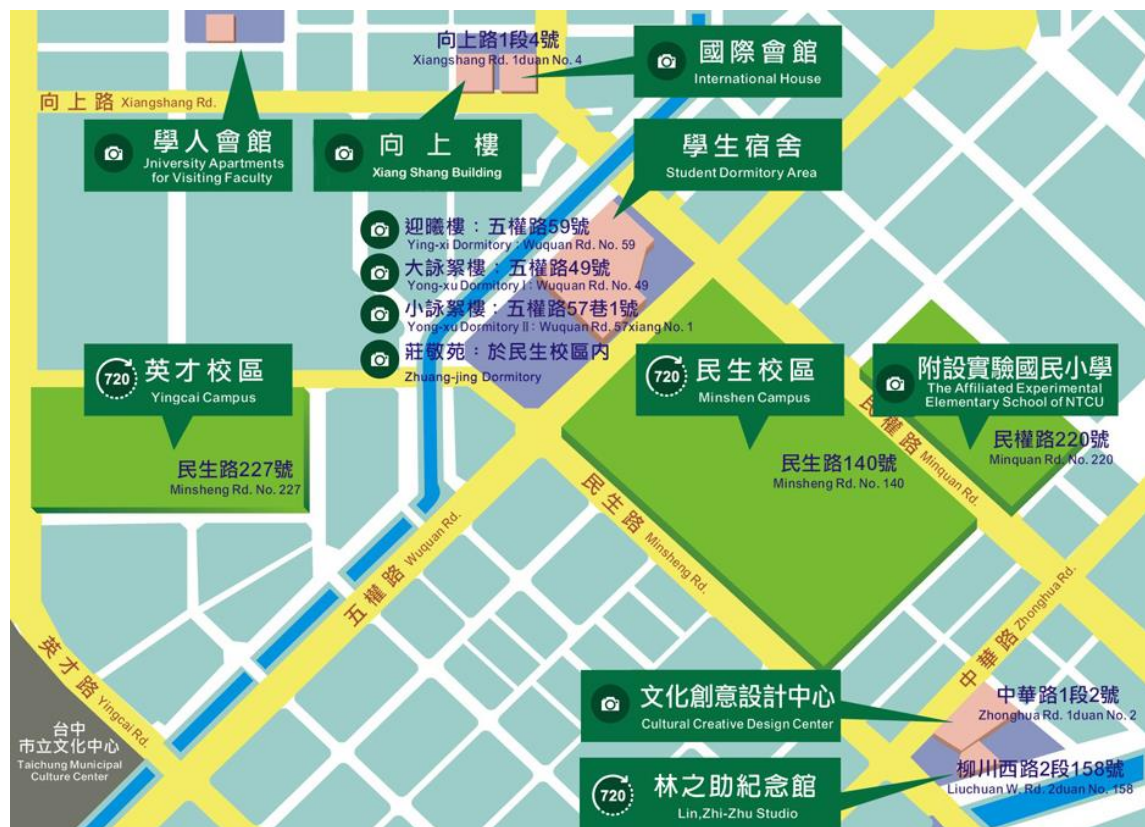 向上路1段4號
Xiangshang Rd. 1duan No. 4
國際會館
International House
向上路 Xiangshang Rd.
學人會館
Jniversity Apartments
for Visiting Faculty
向上樓
Xiang Shang Building
學生宿舍
Student Dormitory Area
迎曦樓：五權路59號
Ying-xi Dormitory：Wuquan Rd. No. 59
大詠絮樓：五權路49號
Yong-xu Dormitory I：Wuquan Rd. No. 49
小詠絮樓：五權路57巷1號
Yong-xu Dormitory II：Wuquan Rd. 57xiang No. 1
莊敬苑：於民生校區內
Zhuang-jing Dormitory
720
英才校區
Yingcai Campus
720
民生校區
Minshen Campus
附設實驗國民小學
The Affiliated Experimental
Elementary School of NTCU
民生路227號
Minsheng Rd. No. 227
民生路140號
Minsheng Rd. No. 140
民權路 Minquan Rd.
民權路220號
Minquan Rd. No. 220
五權路 Wuquan Rd.
民生路 Minsheng Rd.
中華路 Zhonghua Rd.
英才路 Yingcai Rd.
台中
市立文化中心
Taichung Municipal
Culture Center
文化創意設計中心
Cultural Creative Design Center
中華路1段2號
Zhonghua Rd. 1duan No. 2
720
林之助紀念館
Lin,Zhi-Zhu Studio
柳川西路2段158號
Liuchuan W. Rd. 2duan No. 158